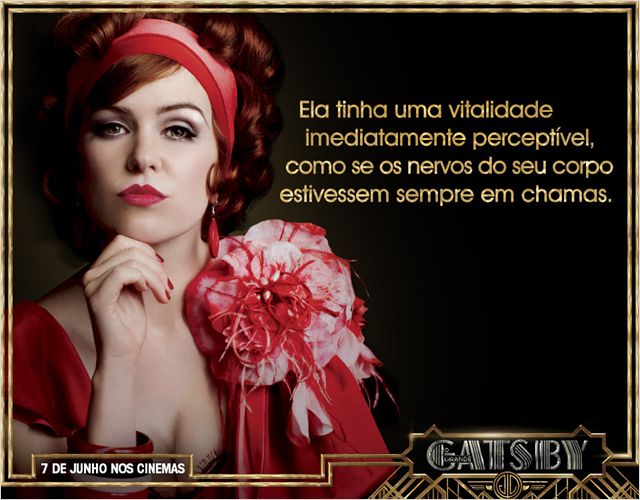 Ela tinha uma vitalidade
imediatamente perceptível,
como se os nervos do seu corpo
estivessem sempre em chamas.
7 DE JUNHO NOS CINEMAS
O GRANDE
GATSBY